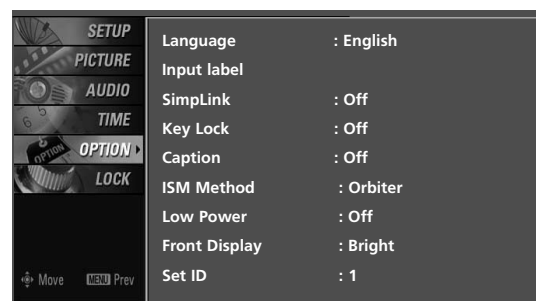 SETUP
PICTURE
AUDIO
TIME
OPTION
LOCK
Move MENU Prev
Language : English
Input label
SimpLink : Off
Key Lock : Off
Caption : Off
ISM Method : Orbiter
Low Power : Off
Front Display : Bright
Set ID : 1